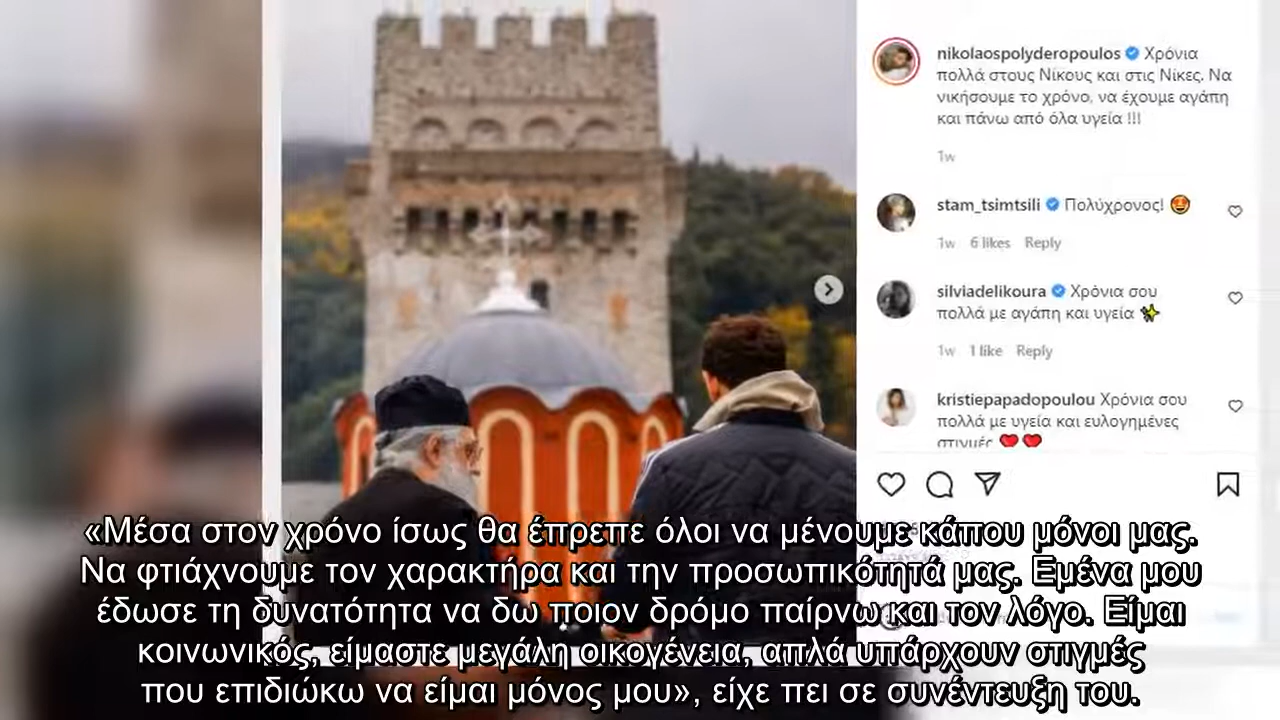 nikolaospolyderopoulos Χρόνια
πολλά στους Νίκους και στις Νίκες. Να
νικήσουμε το χρόνο, να έχουμε αγάπη
και πάνω από όλα υγεία !!!
1w
stam_tsimtsili Πολύχρονος! 🤩
1w 6 likes Reply
silviadelikoura Χρόνια σου
πολλά με αγάπη και υγεία ✨
1w 1 like Reply
kristiepapadopoulou Χρόνια σου
πολλά με υγεία και ευλογημένες
στιγμές ❤️❤️
«Μέσα στον χρόνο ίσως θα έπρεπε όλοι να μένουμε κάπου μόνοι μας.
Να φτιάχνουμε τον χαρακτήρα και την προσωπικότητά μας. Εμένα μου
έδωσε τη δυνατότητα να δω ποιον δρόμο παίρνω και τον λόγο. Είμαι
κοινωνικός, είμαστε μεγάλη οικογένεια, απλά υπάρχουν στιγμές
που επιδιώκω να είμαι μόνος μου», είχε πει σε συνέντευξη του.